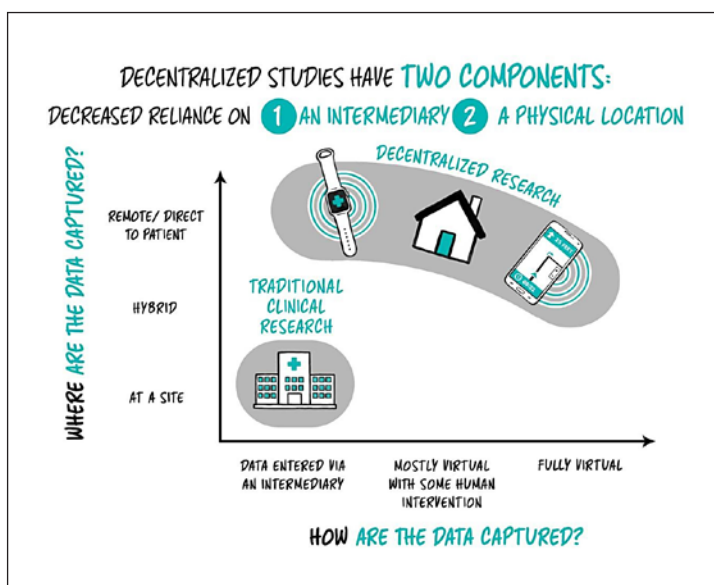 DECENTRALIZED STUDIES HAVE TWO COMPONENTS:
DECREASED RELIANCE ON 1 AN INTERMEDIARY 2 A PHYSICAL LOCATION
WHERE ARE THE DATA CAPTURED?
REMOTE/ DIRECT
TO PATIENT
HYBRID
AT A SITE
DECENTRALIZED RESEARCH
TRADITIONAL
CLINICAL
RESEARCH
DATA ENTERED VIA
AN INTERMEDIARY
MOSTLY VIRTUAL
WITH SOME HUMAN
INTERVENTION
FULLY VIRTUAL
HOW ARE THE DATA CAPTURED?